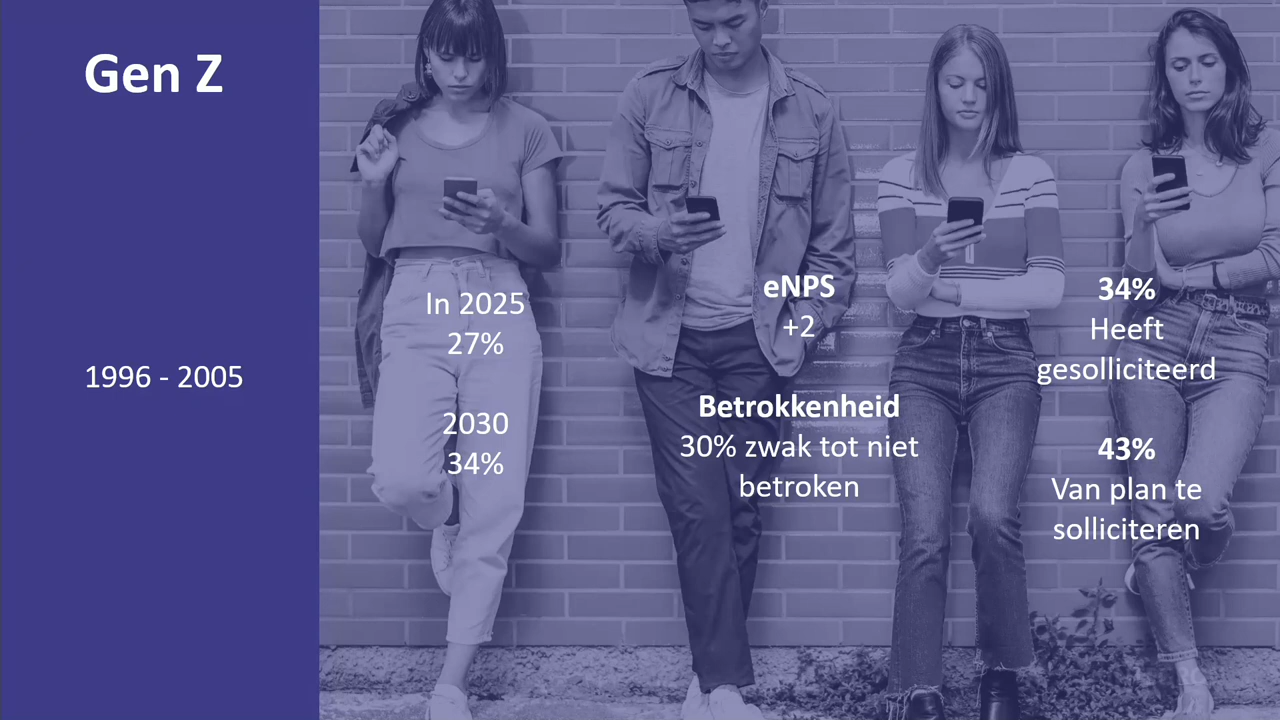 Gen Z
1996 - 2005
In 2025
27%
2030
34%
eNPS
+2
Betrokkenheid
30% zwak tot niet
betroken
34%
Heeft
gesolliciteerd
43%
Van plan te
solliciteren